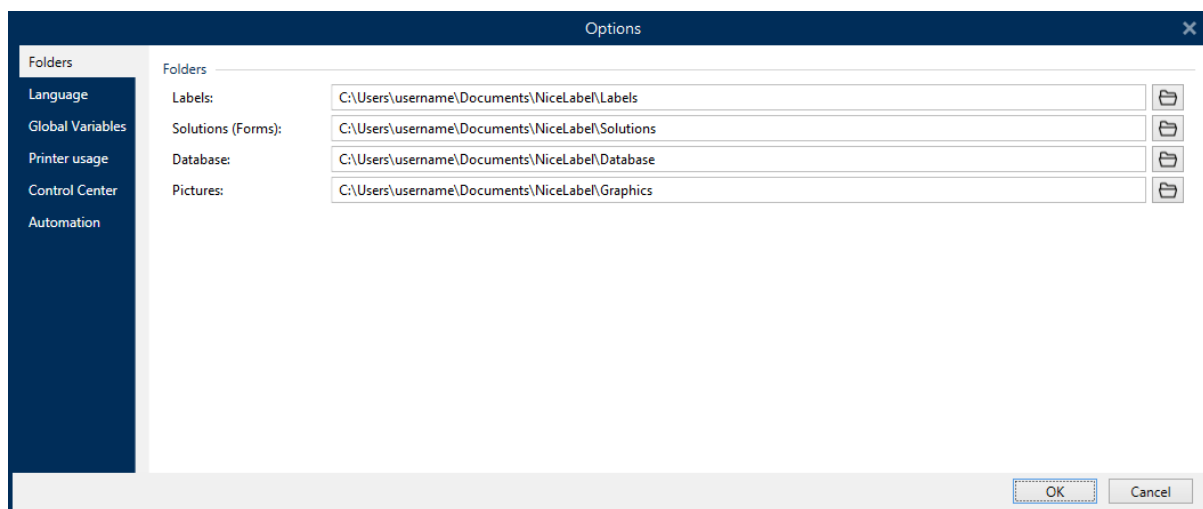 Options
Folders
Language
Global Variables
Printer usage
Control Center
Automation
Folders
Labels: C:\Users\username\Documents\NiceLabel\Labels
Solutions (Forms): C:\Users\username\Documents\NiceLabel\Solutions
Database: C:\Users\username\Documents\NiceLabel\Database
Pictures: C:\Users\username\Documents\NiceLabel\Graphics
OK Cancel